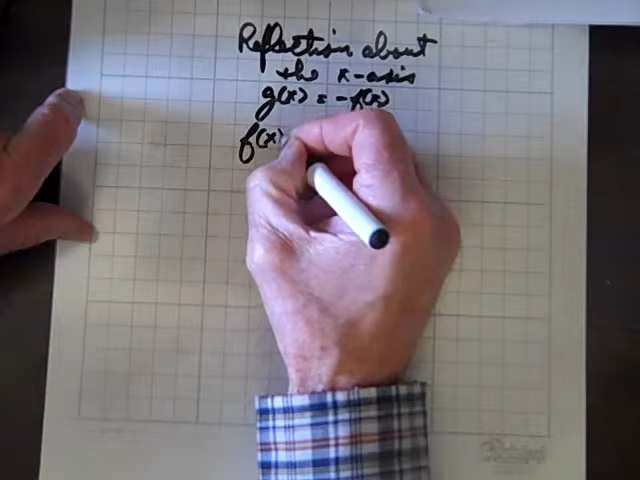 Reflection about
the x-axis
g(x) = -f(x)
f(x)